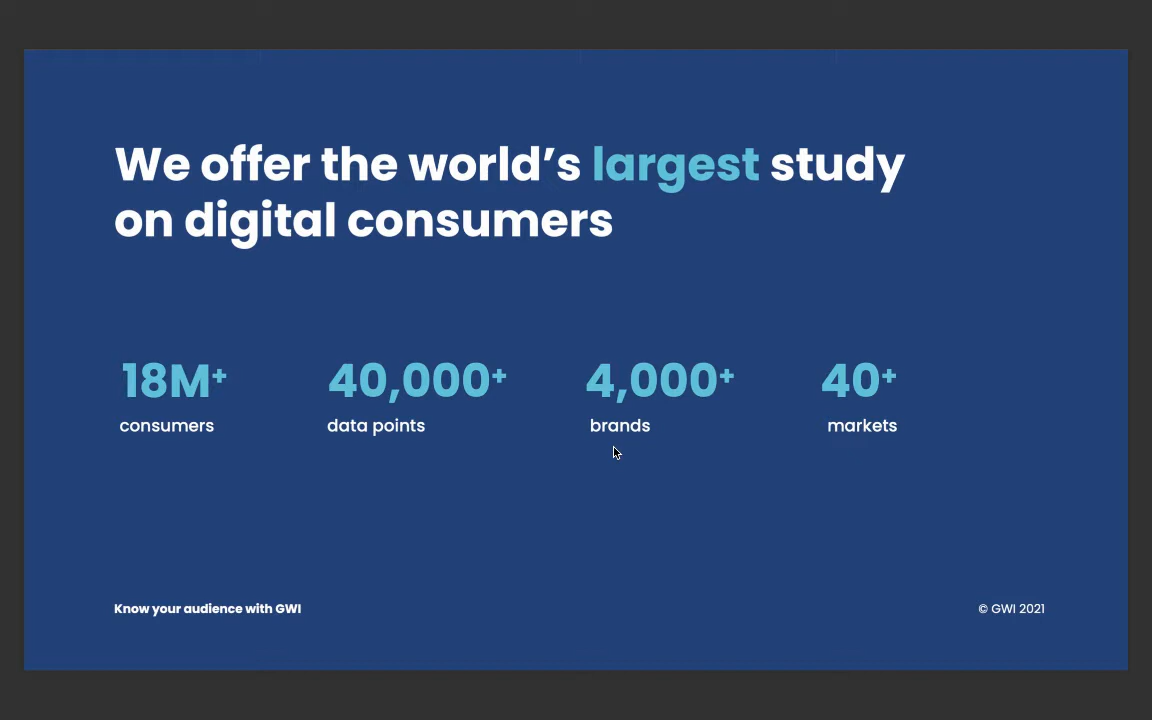 We offer the world’s largest study
on digital consumers
18M+ 40,000+ 4,000+ 40+
consumers data points brands markets
Know your audience with GWI © GWI 2021